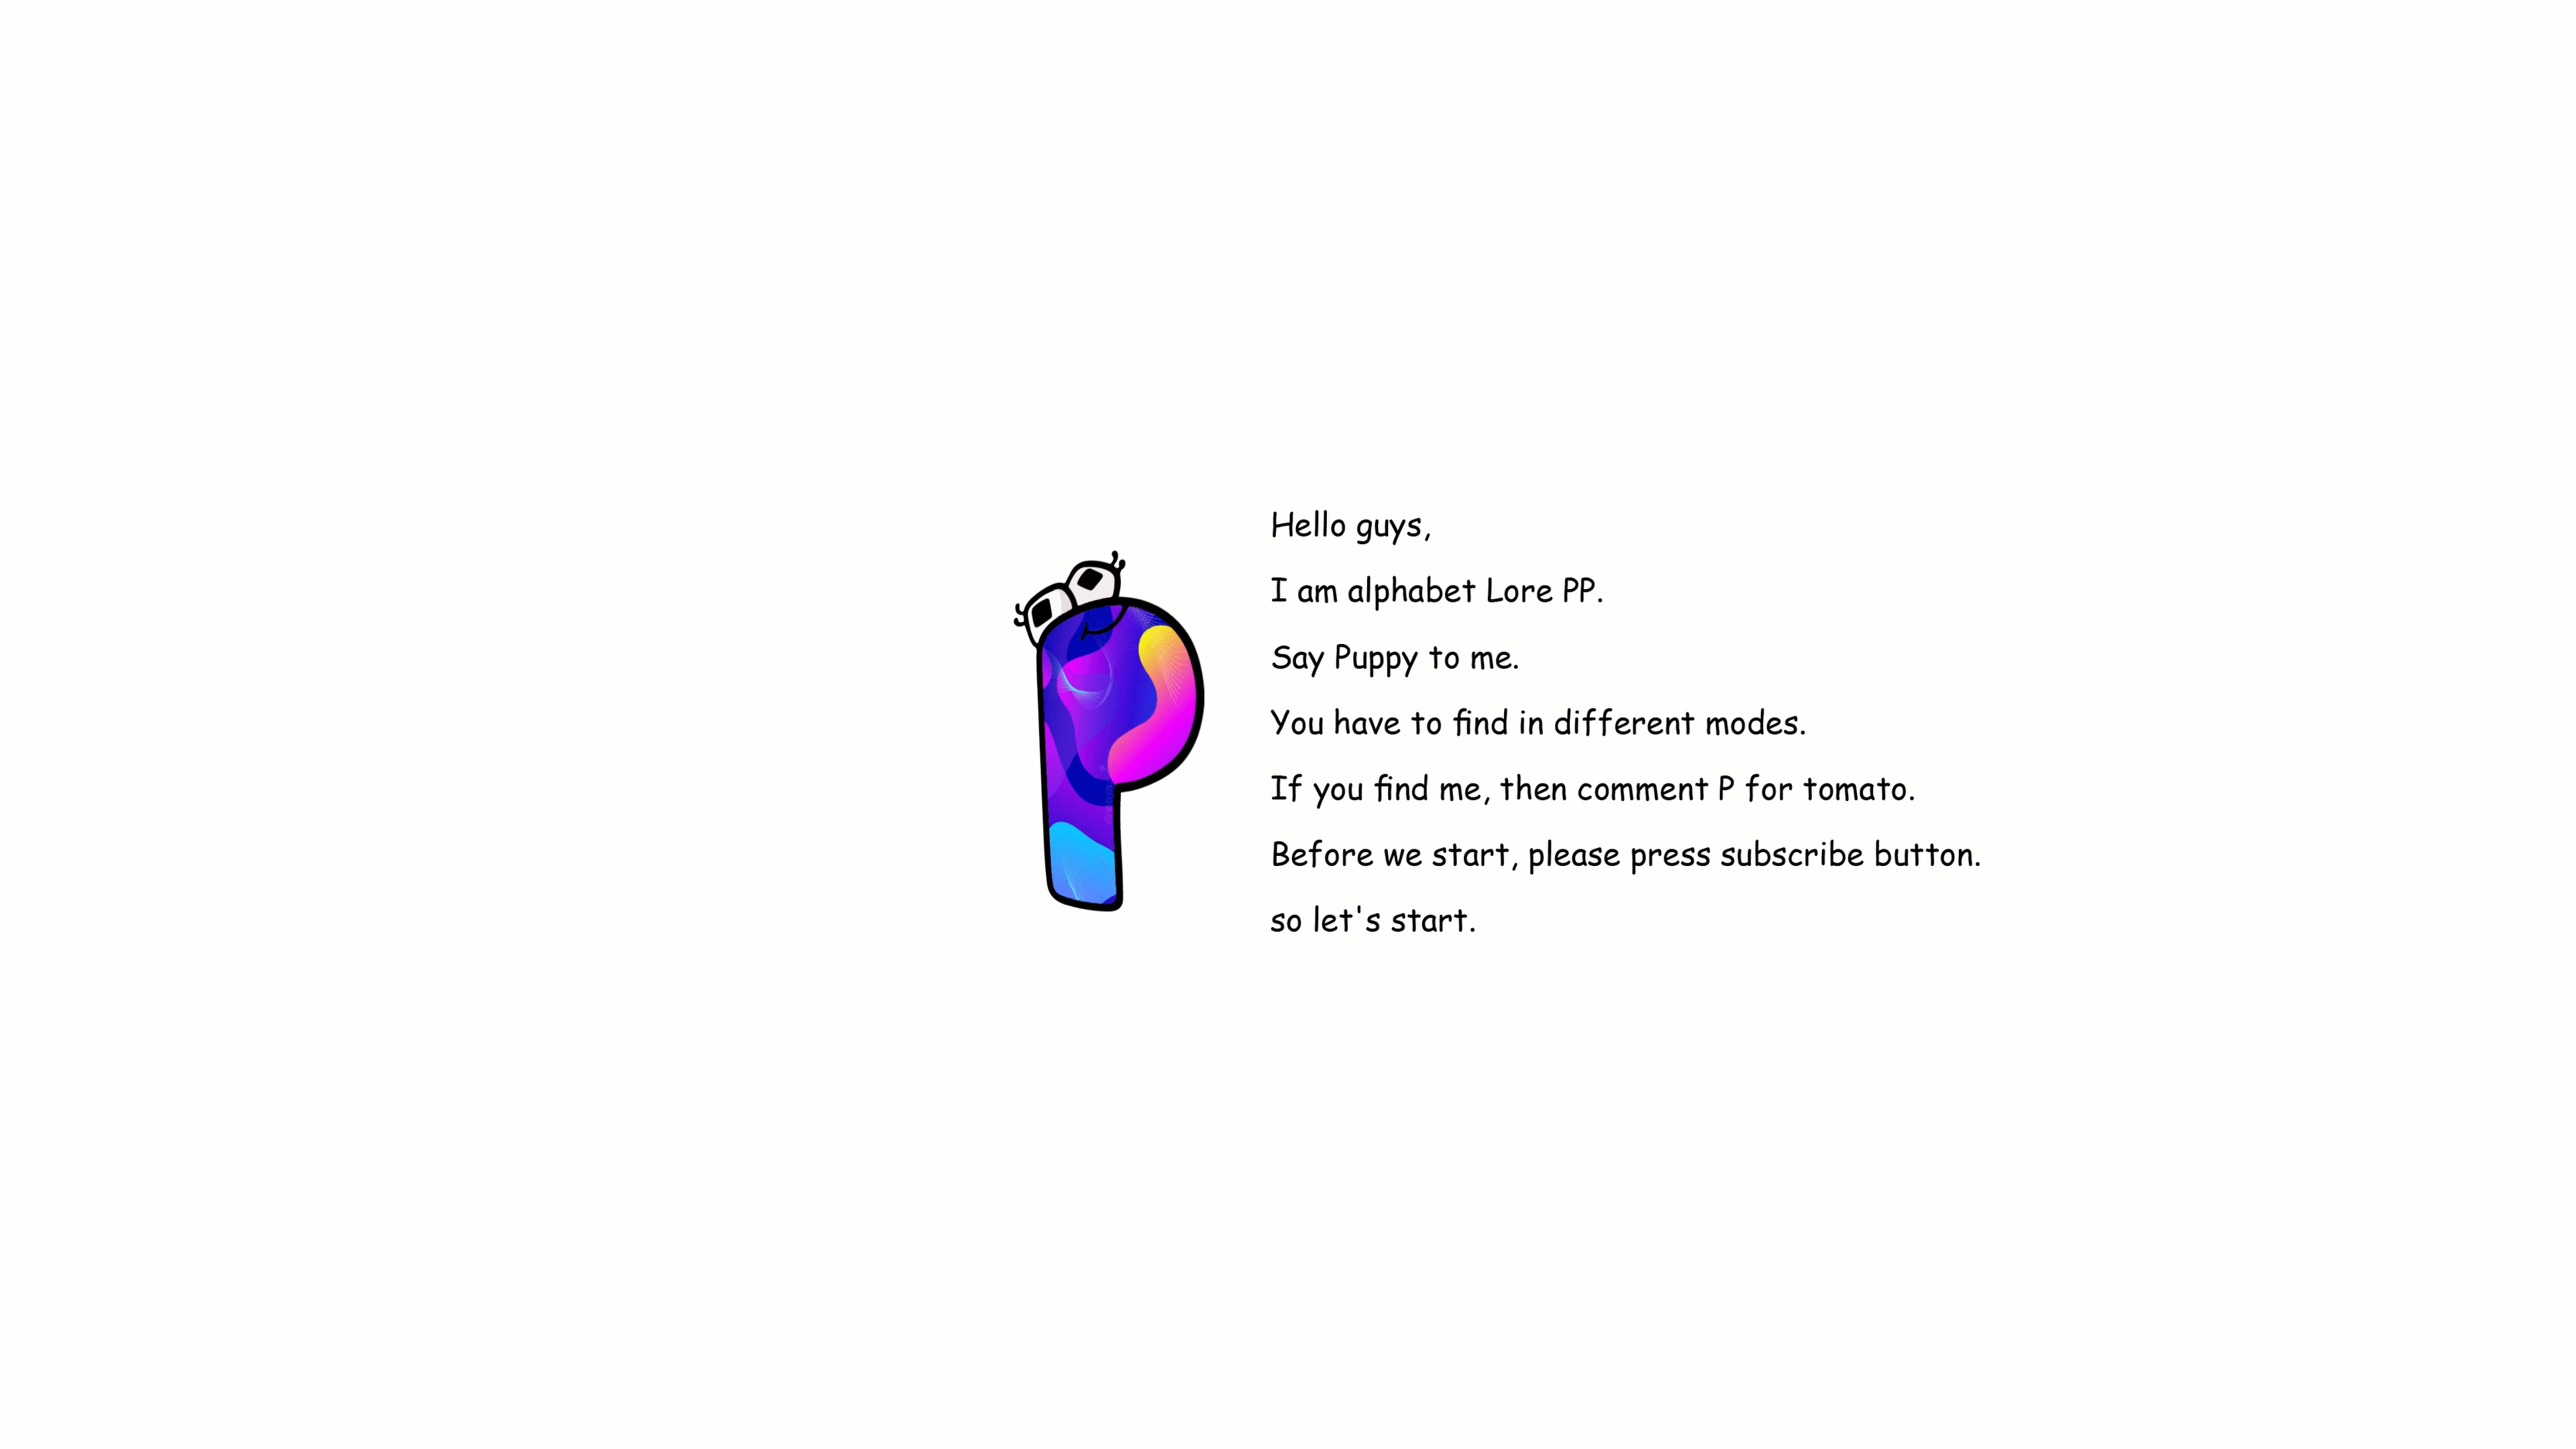 Hello guys,
I am alphabet Lore PP.
Say Puppy to me.
You have to find in different modes.
If you find me, then comment P for tomato.
Before we start, please press subscribe button.
so let's start.